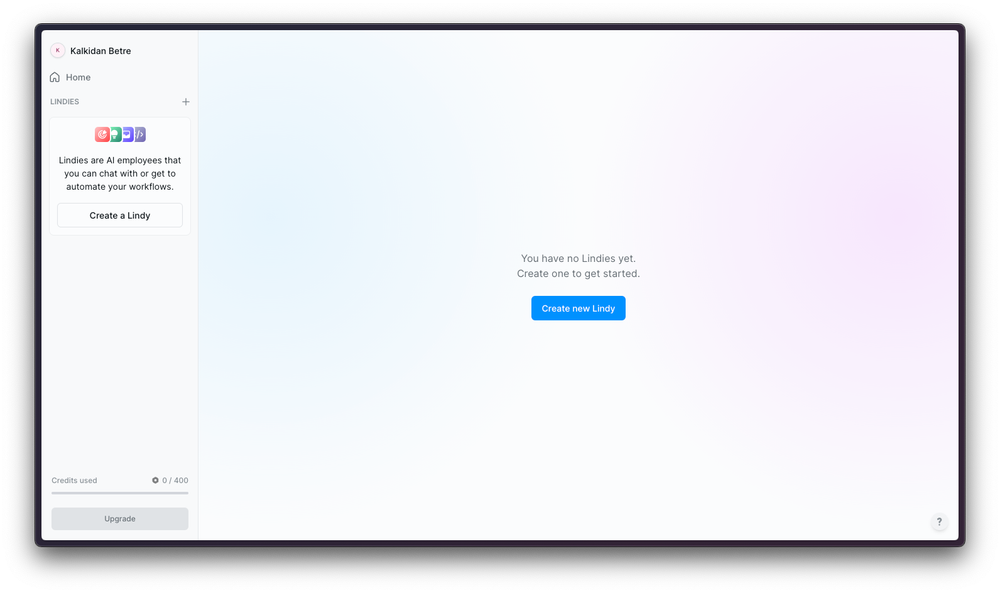 K
Kalkidan Betre
Home
LINDIES
Lindies are AI employees that
you can chat with or get to
automate your workflows.
Create a Lindy
Credits used
0 / 400
Upgrade
You have no Lindies yet.
Create one to get started.
Create new Lindy
?